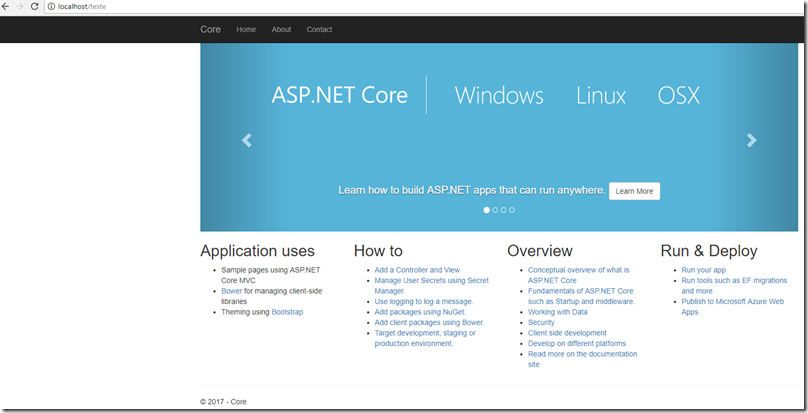 localhost/teste
Core Home About Contact
ASP.NET Core Windows Linux OSX
Learn how to build ASP.NET apps that can run anywhere. Learn More
Application uses
Sample pages using ASP.NET
Core MVC
Bower for managing client-side
libraries
Theming using Bootstrap
How to
Add a Controller and View
Manage User Secrets using Secret
Manager.
Use logging to log a message.
Add packages using NuGet.
Add client packages using Bower.
Target development, staging or
production environment.
Overview
Conceptual overview of what is
ASP.NET Core
Fundamentals of ASP.NET Core
such as Startup and middleware.
Working with Data
Security
Client side development
Develop on different platforms
Read more on the documentation
site
Run & Deploy
Run your app
Run tools such as EF migrations
and more
Publish to Microsoft Azure Web
Apps
© 2017 - Core